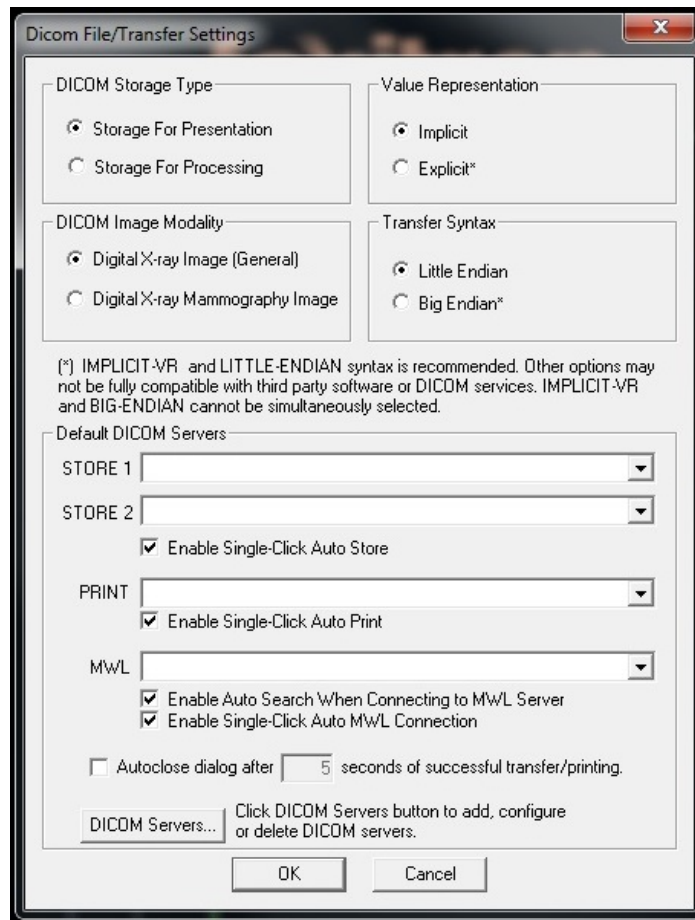 Dicom File/Transfer Settings
DICOM Storage Type
Storage For Presentation
Storage For Processing
Value Representation
Implicit
Explicit*
DICOM Image Modality
Digital X-ray Image (General)
Digital X-ray Mammography Image
Transfer Syntax
Little Endian
Big Endian*
(*) IMPLICIT-VR and LITTLE-ENDIAN syntax is recommended. Other options may
not be fully compatible with third party software or DICOM services. IMPLICIT-VR
and BIG-ENDIAN cannot be simultaneously selected.
Default DICOM Servers
STORE 1
STORE 2
Enable Single-Click Auto Store
PRINT
Enable Single-Click Auto Print
MWL
Enable Auto Search When Connecting to MWL Server
Enable Single-Click Auto MWL Connection
Autoclose dialog after 5 seconds of successful transfer/printing.
DICOM Servers...
Click DICOM Servers button to add, configure
or delete DICOM servers.
OK
Cancel